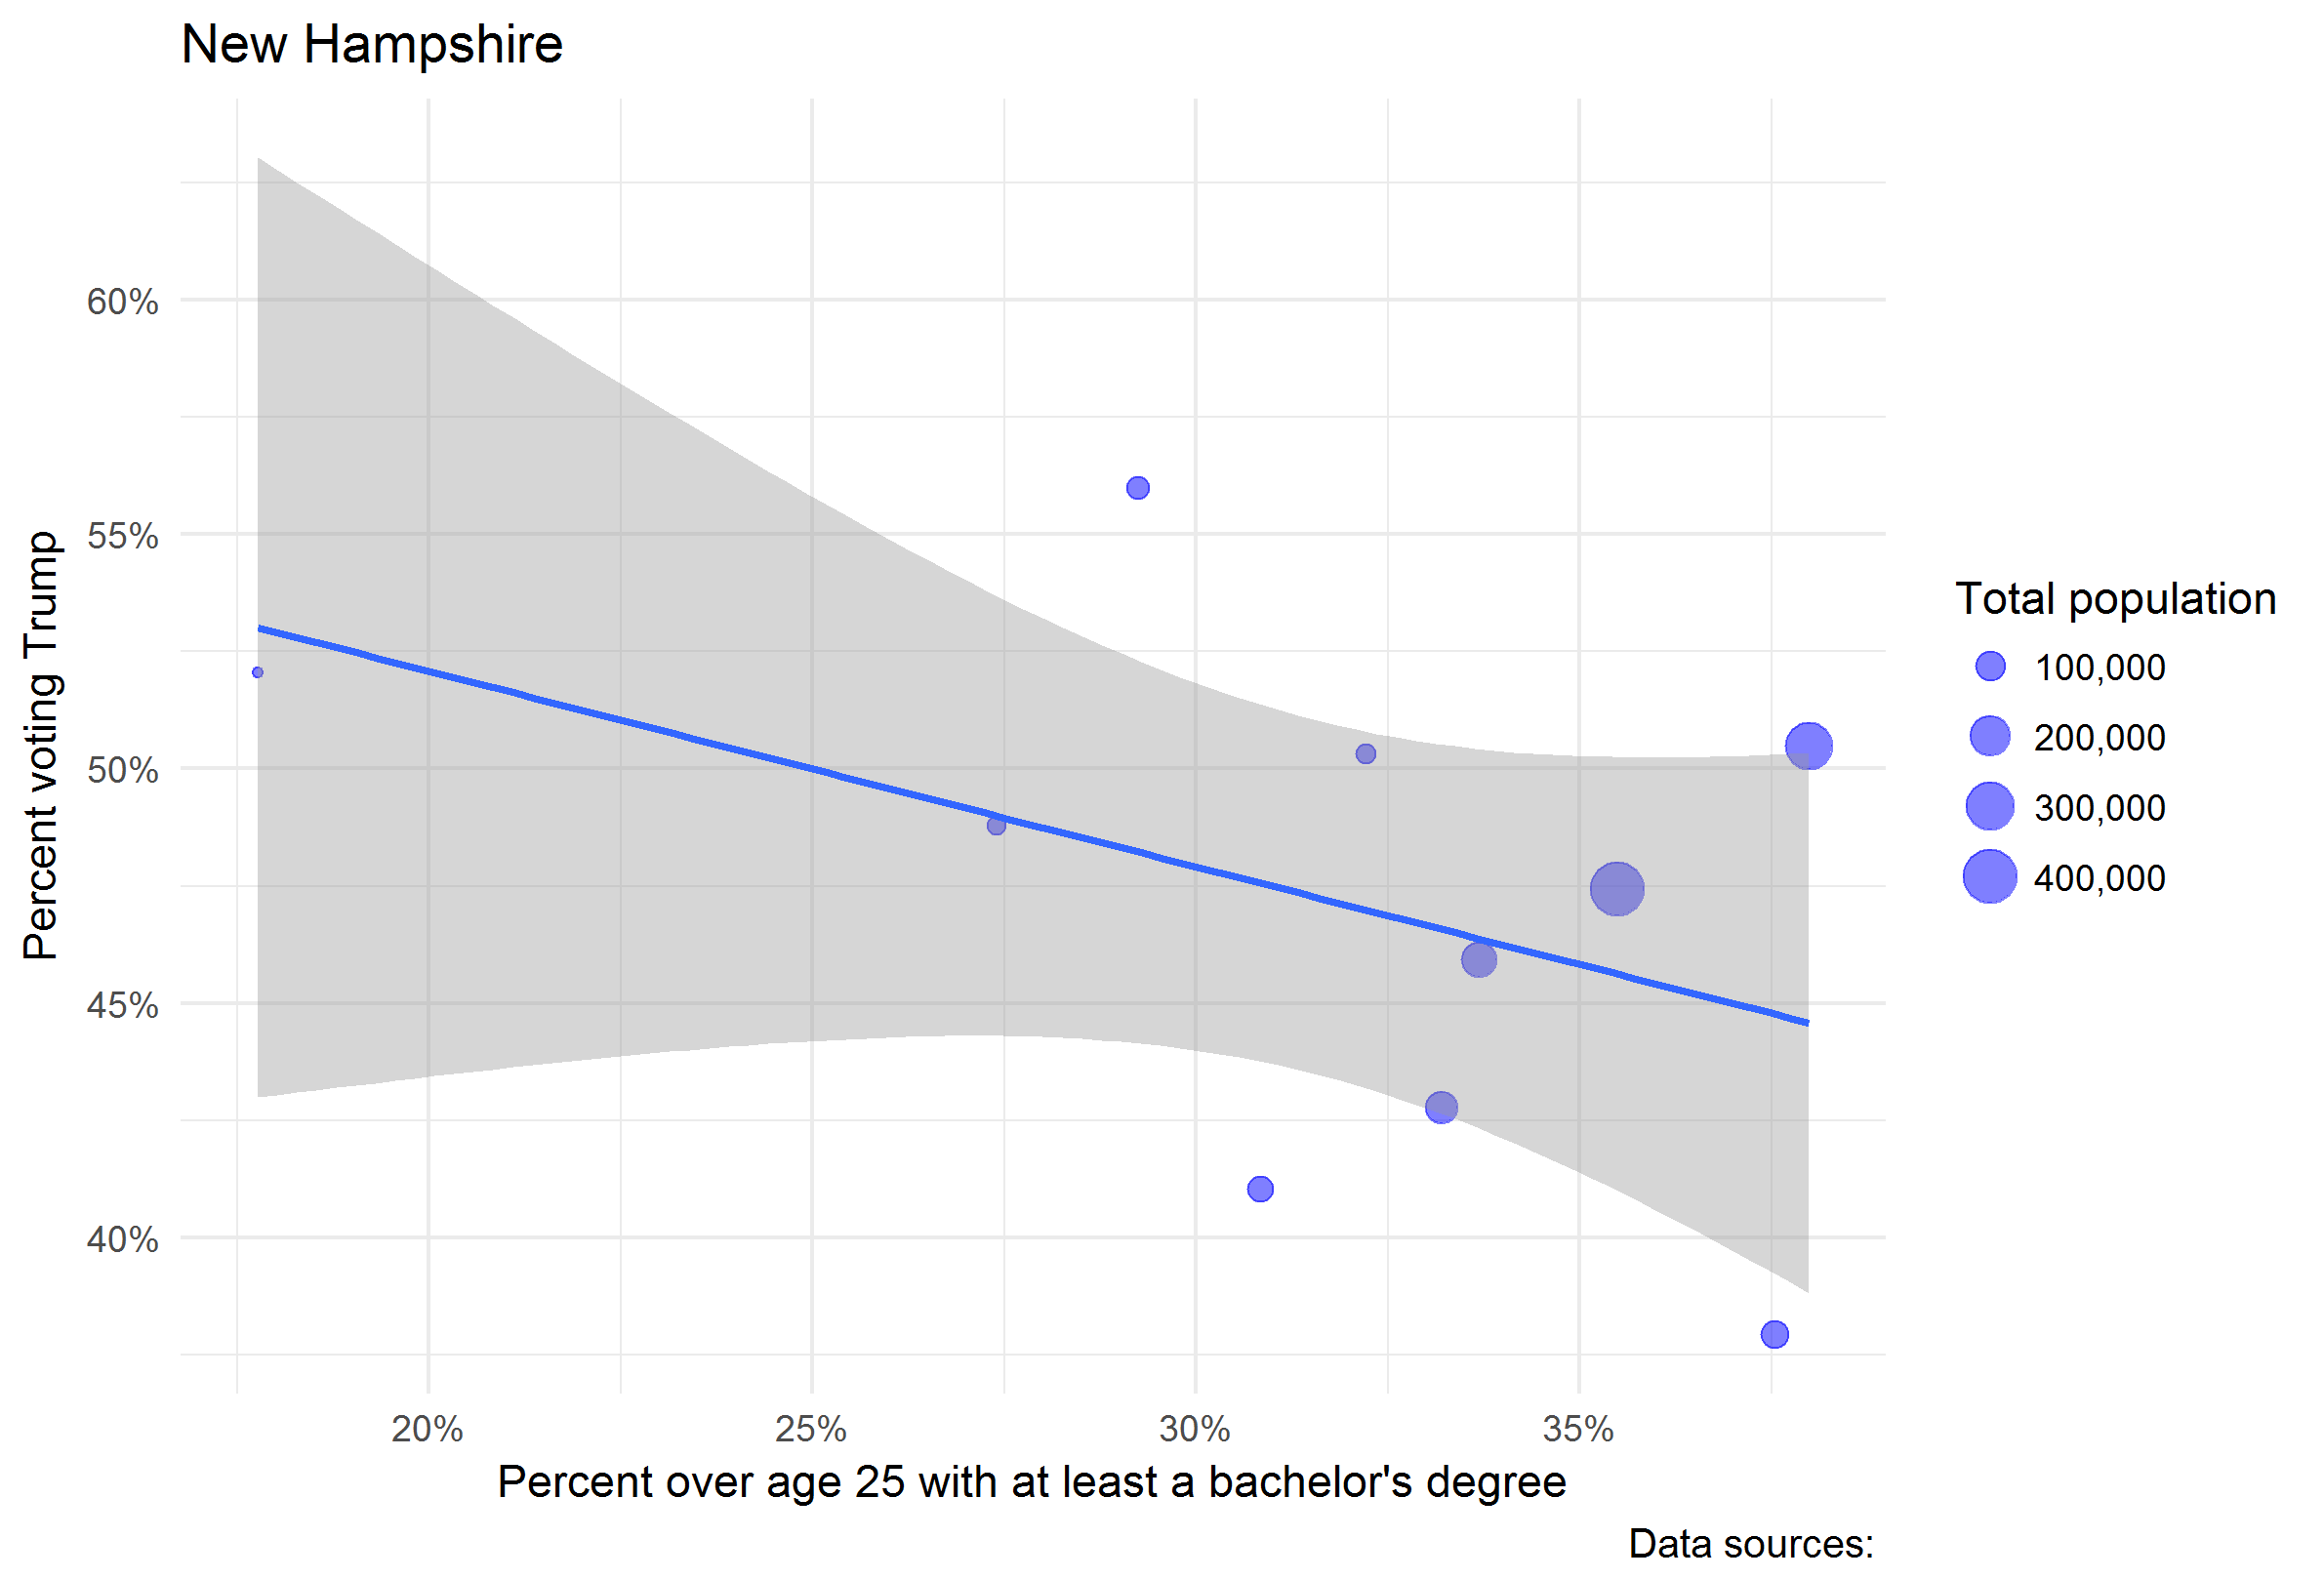 New Hampshire
60%
55%
50%
45%
40%
Percent voting Trump
20%
25%
30%
35%
Percent over age 25 with at least a bachelor's degree
Total population
100,000
200,000
300,000
400,000
Data sources: